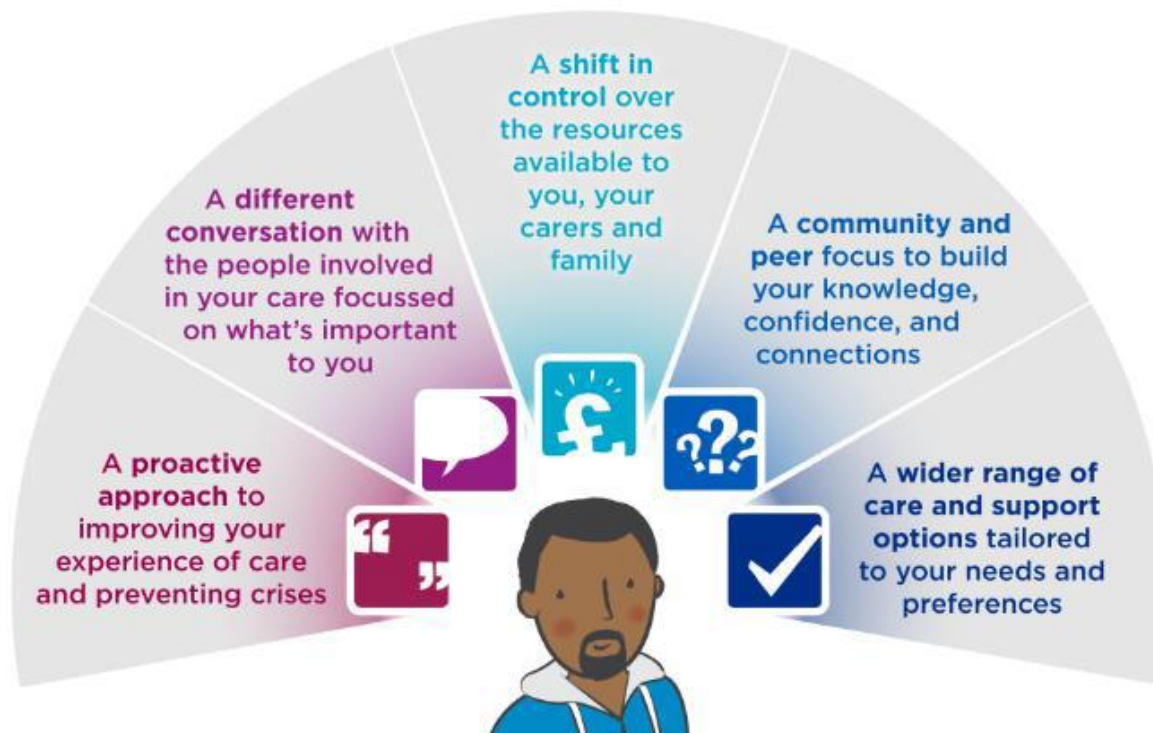 A proactive
approach to
improving your
experience of care
and preventing crises
A different
conversation with
the people involved
in your care focussed
on what's important
to you
A shift in
control over
the resources
available to
you, your
carers and
family
A community and
peer focus to build
your knowledge,
confidence, and
connections
A wider range of
care and support
options tailored
to your needs and
preferences
“ ”
£
???